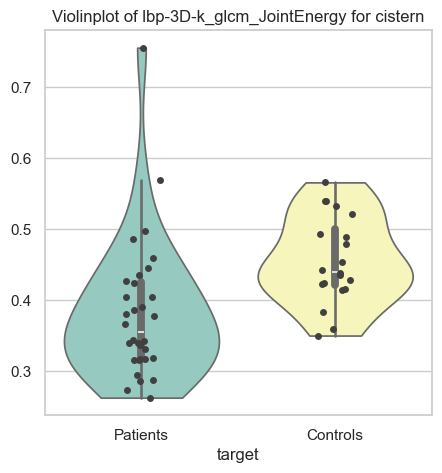 Violinplot of lbp-3D-k_glcm_JointEnergy for cistern
0.7
0.6
0.5
0.4
0.3
Patients Controls
target